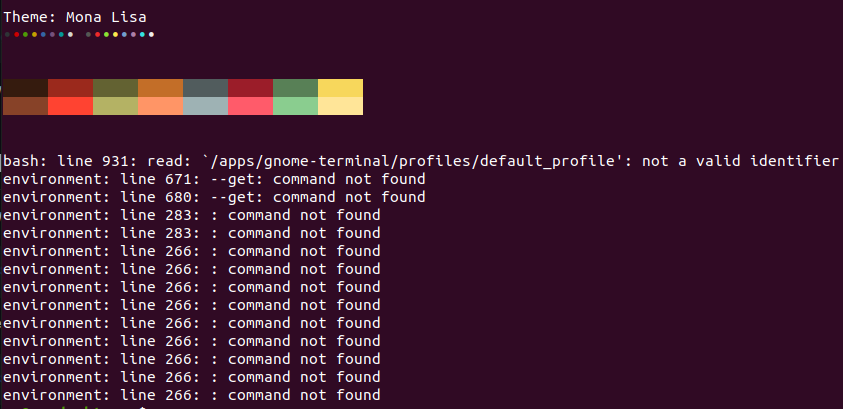 Theme: Mona Lisa
bash: line 931: read: `/apps/gnome-terminal/profiles/default_profile': not a valid identifier
environment: line 671: --get: command not found
environment: line 680: --get: command not found
environment: line 283: : command not found
environment: line 283: : command not found
environment: line 266: : command not found
environment: line 266: : command not found
environment: line 266: : command not found
environment: line 266: : command not found
environment: line 266: : command not found
environment: line 266: : command not found
environment: line 266: : command not found
environment: line 266: : command not found
environment: line 266: : command not found